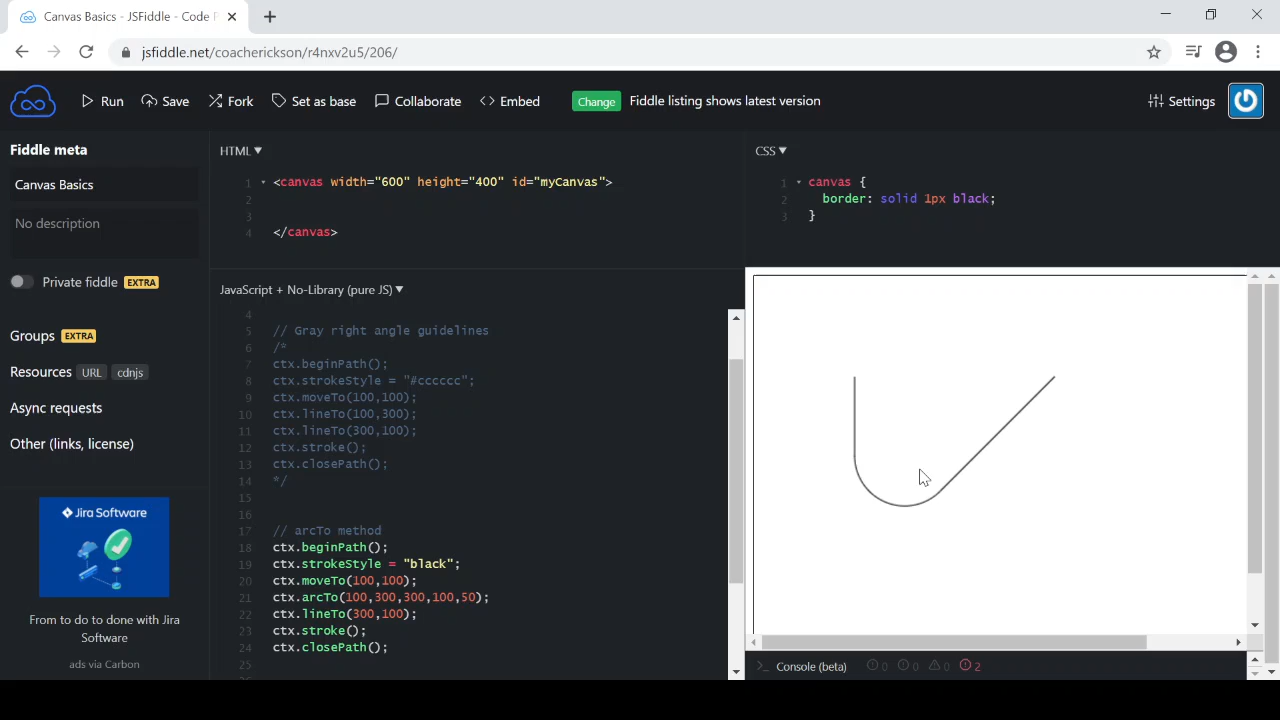 Canvas Basics - JSFiddle - Code P
jsfiddle.net/coacherickson/r4nxv2u5/206/
Run Save Fork Set as base Collaborate Embed Change Fiddle listing shows latest version Settings
Fiddle meta
Canvas Basics
No description
Private fiddle EXTRA
Groups EXTRA
Resources URL cdnjs
Async requests
Other (links, license)
Jira Software
From to do to done with Jira
Software
ads via Carbon
HTML
1 <canvas width="600" height="400" id="myCanvas">
2
3
4 </canvas>
CSS
1 canvas {
2 border: solid 1px black;
3 }
JavaScript + No-Library (pure JS)
4
5 // Gray right angle guidelines
6 /*
7 ctx.beginPath();
8 ctx.strokeStyle = "#cccccc";
9 ctx.moveTo(100,100);
10 ctx.lineTo(100,300);
11 ctx.lineTo(300,100);
12 ctx.stroke();
13 ctx.closePath();
14 */
15
16
17 // arcTo method
18 ctx.beginPath();
19 ctx.strokeStyle = "black";
20 ctx.moveTo(100,100);
21 ctx.arcTo(100,300,300,100,50);
22 ctx.lineTo(300,100);
23 ctx.stroke();
24 ctx.closePath();
25
>_ Console (beta) 0 0 0 2